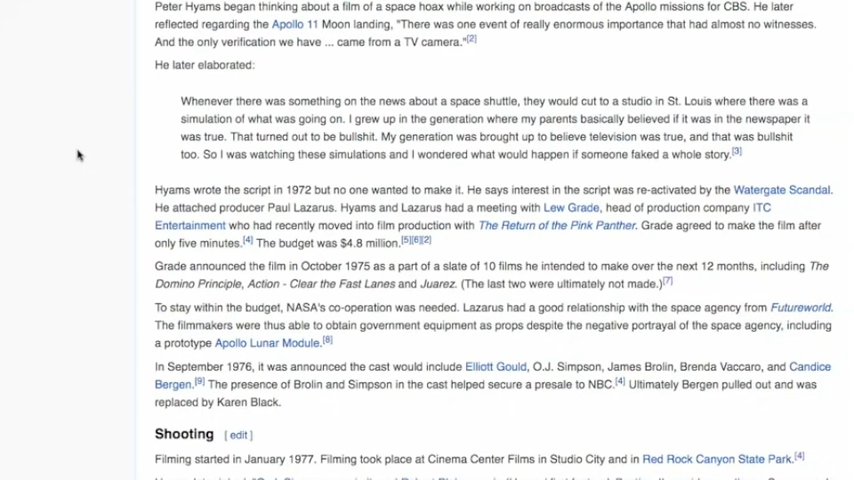 Peter Hyams began thinking about a film of a space hoax while working on broadcasts of the Apollo missions for CBS. He later
reflected regarding the Apollo 11 Moon landing, "There was one event of really enormous importance that had almost no witnesses.
And the only verification we have ... came from a TV camera."[2]
He later elaborated:
Whenever there was something on the news about a space shuttle, they would cut to a studio in St. Louis where there was a
simulation of what was going on. I grew up in the generation where my parents basically believed if it was in the newspaper it
was true. That turned out to be bullshit. My generation was brought up to believe television was true, and that was bullshit
too. So I was watching these simulations and I wondered what would happen if someone faked a whole story.[3]
Hyams wrote the script in 1972 but no one wanted to make it. He says interest in the script was re-activated by the Watergate Scandal.
He attached producer Paul Lazarus. Hyams and Lazarus had a meeting with Lew Grade, head of production company ITC
Entertainment who had recently moved into film production with The Return of the Pink Panther. Grade agreed to make the film after
only five minutes.[4] The budget was $4.8 million.[5][6][2]
Grade announced the film in October 1975 as a part of a slate of 10 films he intended to make over the next 12 months, including The
Domino Principle, Action - Clear the Fast Lanes and Juarez. (The last two were ultimately not made.)[7]
To stay within the budget, NASA's co-operation was needed. Lazarus had a good relationship with the space agency from Futureworld.
The filmmakers were thus able to obtain government equipment as props despite the negative portrayal of the space agency, including
a prototype Apollo Lunar Module.[8]
In September 1976, it was announced the cast would include Elliott Gould, O.J. Simpson, James Brolin, Brenda Vaccaro, and Candice
Bergen.[9] The presence of Brolin and Simpson in the cast helped secure a presale to NBC.[4] Ultimately Bergen pulled out and was
replaced by Karen Black.
Shooting [ edit ]
Filming started in January 1977. Filming took place at Cinema Center Films in Studio City and in Red Rock Canyon State Park.[4]